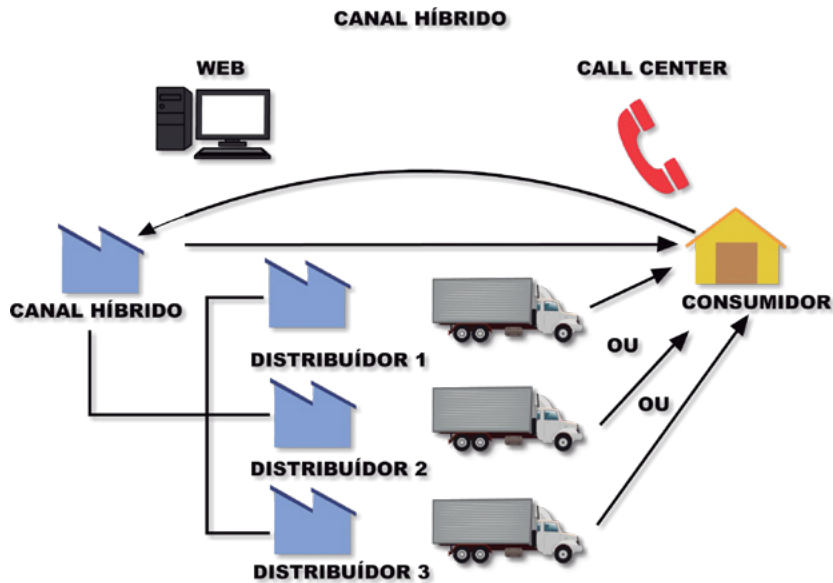 CANAL HÍBRIDO
WEB
CALL CENTER
CANAL HÍBRIDO
CONSUMIDOR
DISTRIBUÍDOR 1
OU
DISTRIBUÍDOR 2
OU
DISTRIBUÍDOR 3